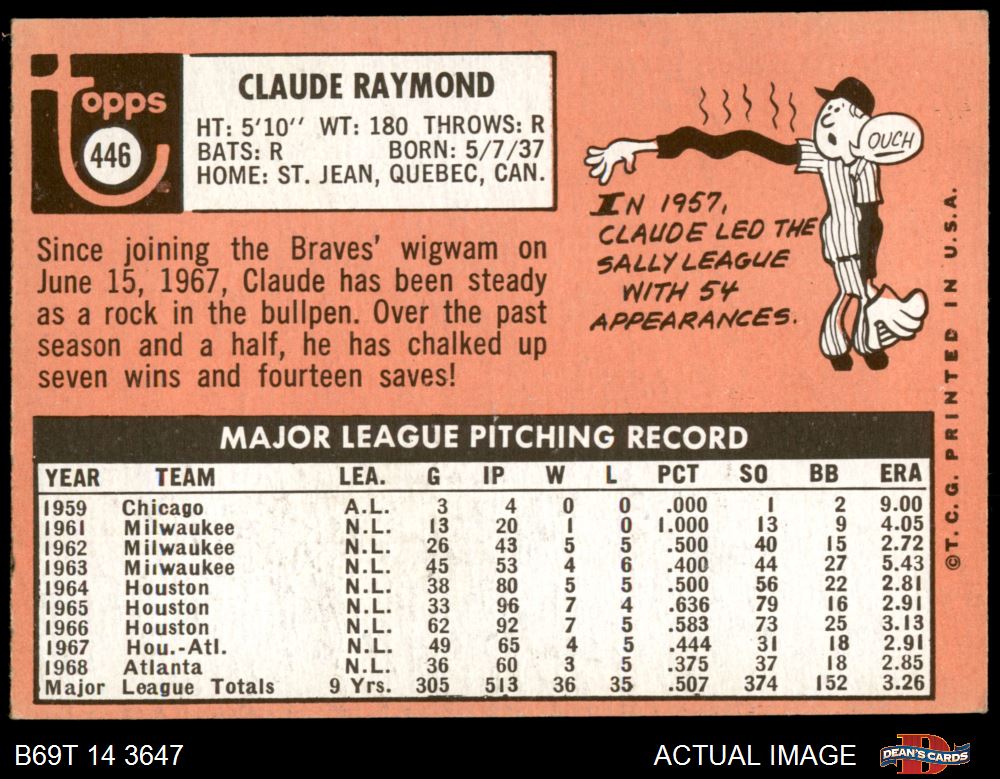 topps
446
CLAUDE RAYMOND
HT: 5'10'' WT: 180 THROWS: R
BATS: R BORN: 5/7/37
HOME: ST. JEAN, QUEBEC, CAN.
OUCH
IN 1957,
CLAUDE LED THE
SALLY LEAGUE
WITH 54
APPEARANCES.
Since joining the Braves' wigwam on
June 15, 1967, Claude has been steady
as a rock in the bullpen. Over the past
season and a half, he has chalked up
seven wins and fourteen saves!
©T.C.G. PRINTED IN U.S.A.
MAJOR LEAGUE PITCHING RECORD
YEAR TEAM LEA. G IP W L PCT SO BB ERA
1959 Chicago A.L. 3 4 0 0 .000 1 2 9.00
1961 Milwaukee N.L. 13 20 1 0 1.000 13 9 4.05
1962 Milwaukee N.L. 26 43 5 5 .500 40 15 2.72
1963 Milwaukee N.L. 45 53 4 6 .400 44 27 5.43
1964 Houston N.L. 38 80 5 5 .500 56 22 2.81
1965 Houston N.L. 33 96 7 4 .636 79 16 2.91
1966 Houston N.L. 62 92 7 5 .583 73 25 3.13
1967 Hou.-Atl. N.L. 49 65 4 5 .444 31 18 2.91
1968 Atlanta N.L. 36 60 3 5 .375 37 18 2.85
Major League Totals 9 Yrs. 305 513 36 35 .507 374 152 3.26
B69T 14 3647
ACTUAL IMAGE
DEAN'S CARDS